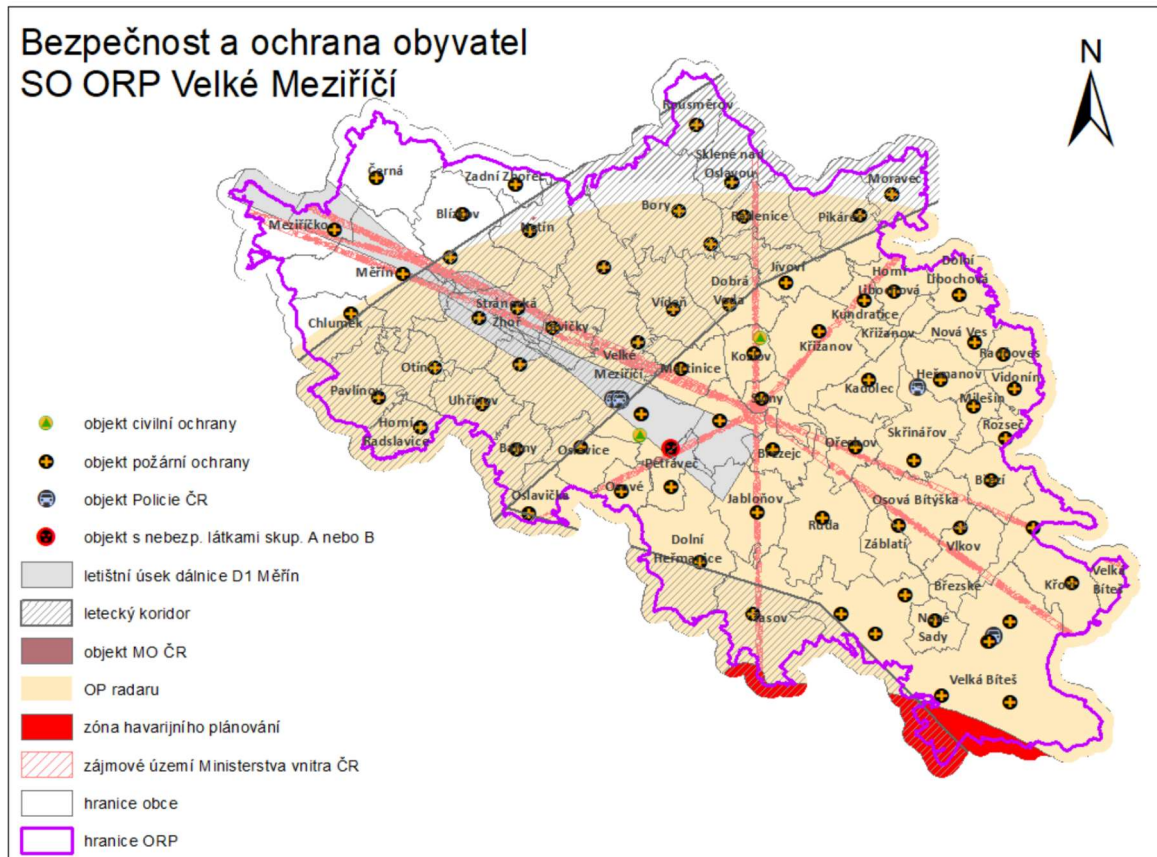 Bezpečnost a ochrana obyvatel
SO ORP Velké Meziříčí
N
Rousměrov
Sklené nad
Oslavou
Černá
Zadní Zhořec
Moravec
Blízkov
Bory
Radenice
Pikárec
Meziříčko
Netín
Měřín
Dobrá
Voda
Jívoví
Horní
Libochová
Dolní
Libochová
Stránecká
Zhoř
Vídeň
Kundratice
Chlumek
Lavičky
Křižanov
Křižanov
Nová Ves
Velké
Meziříčí
Martinice
Kozlov
Radňoves
Otín
Kadolec
Heřmanov
Vidonín
Pavlínov
Uhřínov
Sviny
Milešín
Horní
Radslavice
Rozseč
objekt civilní ochrany
Baliny
Oslavice
Březejc
Ořechov
Skřinářov
Petráveč
objekt požární ochrany
Březí
Oslavička
Osové
Jabloňov
Osová Bítýška
objekt Policie ČR
Ruda
Záblatí
Vlkov
objekt s nebezp. látkami skup. A nebo B
Dolní
Heřmanice
Velká
Bíteš
letištní úsek dálnice D1 Měřín
Březské
letecký koridor
Tasov
Nové
Sady
objekt MO ČR
OP radaru
Velká Bíteš
zóna havarijního plánování
zájmové území Ministerstva vnitra ČR
hranice obce
hranice ORP